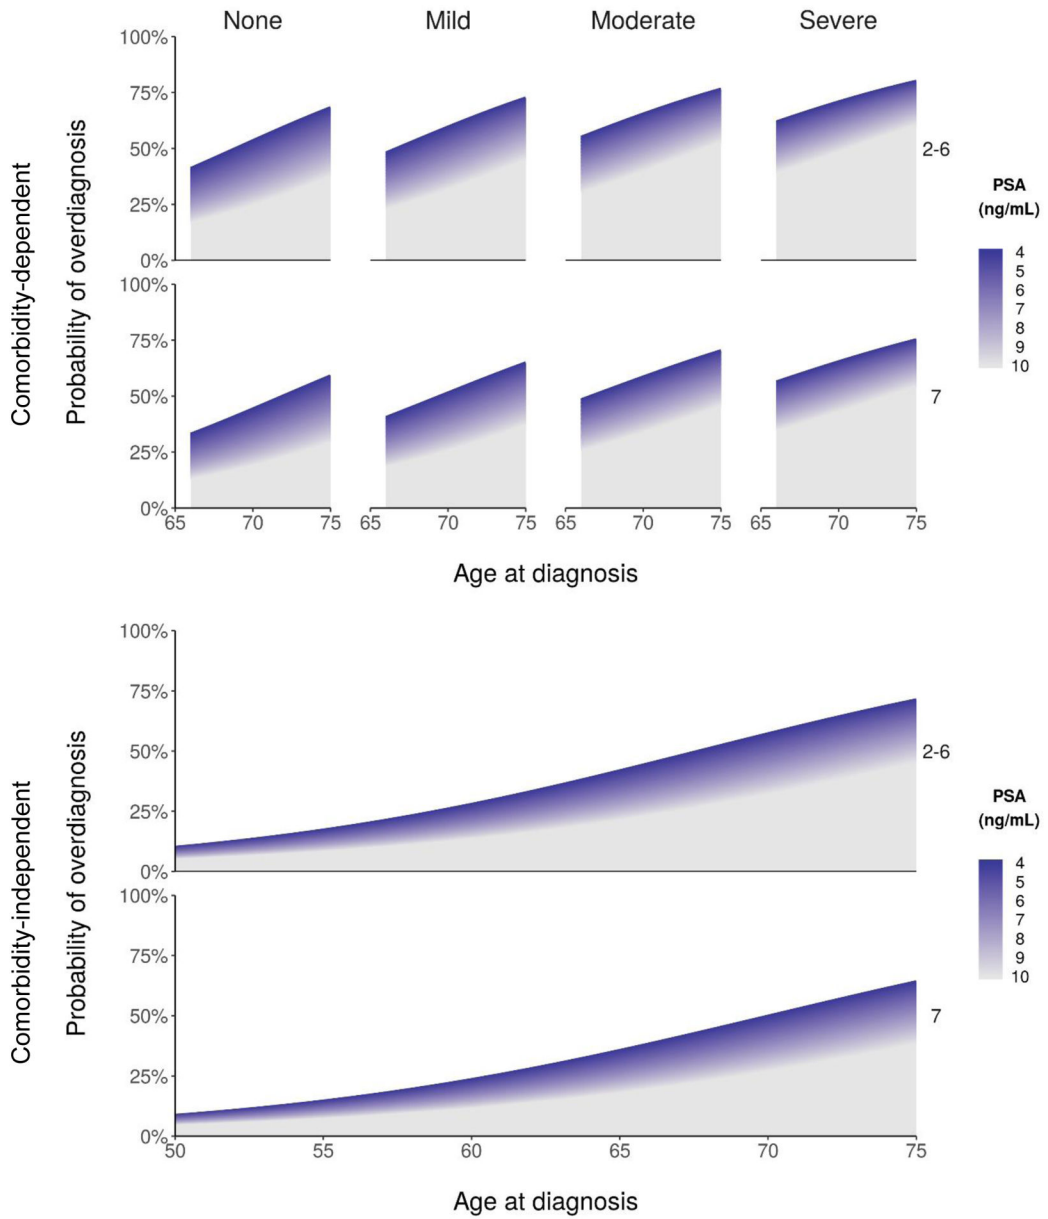 None Mild Moderate Severe
Comorbidity-dependent
Probability of overdiagnosis
100%
75%
50%
25%
0%
2-6
100%
75%
50%
25%
0%
7
65 70 75 65 70 75 65 70 75 65 70 75
Age at diagnosis
PSA
(ng/mL)
4
5
6
7
8
9
10
Comorbidity-independent
Probability of overdiagnosis
100%
75%
50%
25%
0%
2-6
100%
75%
50%
25%
0%
7
50 55 60 65 70 75
Age at diagnosis
PSA
(ng/mL)
4
5
6
7
8
9
10